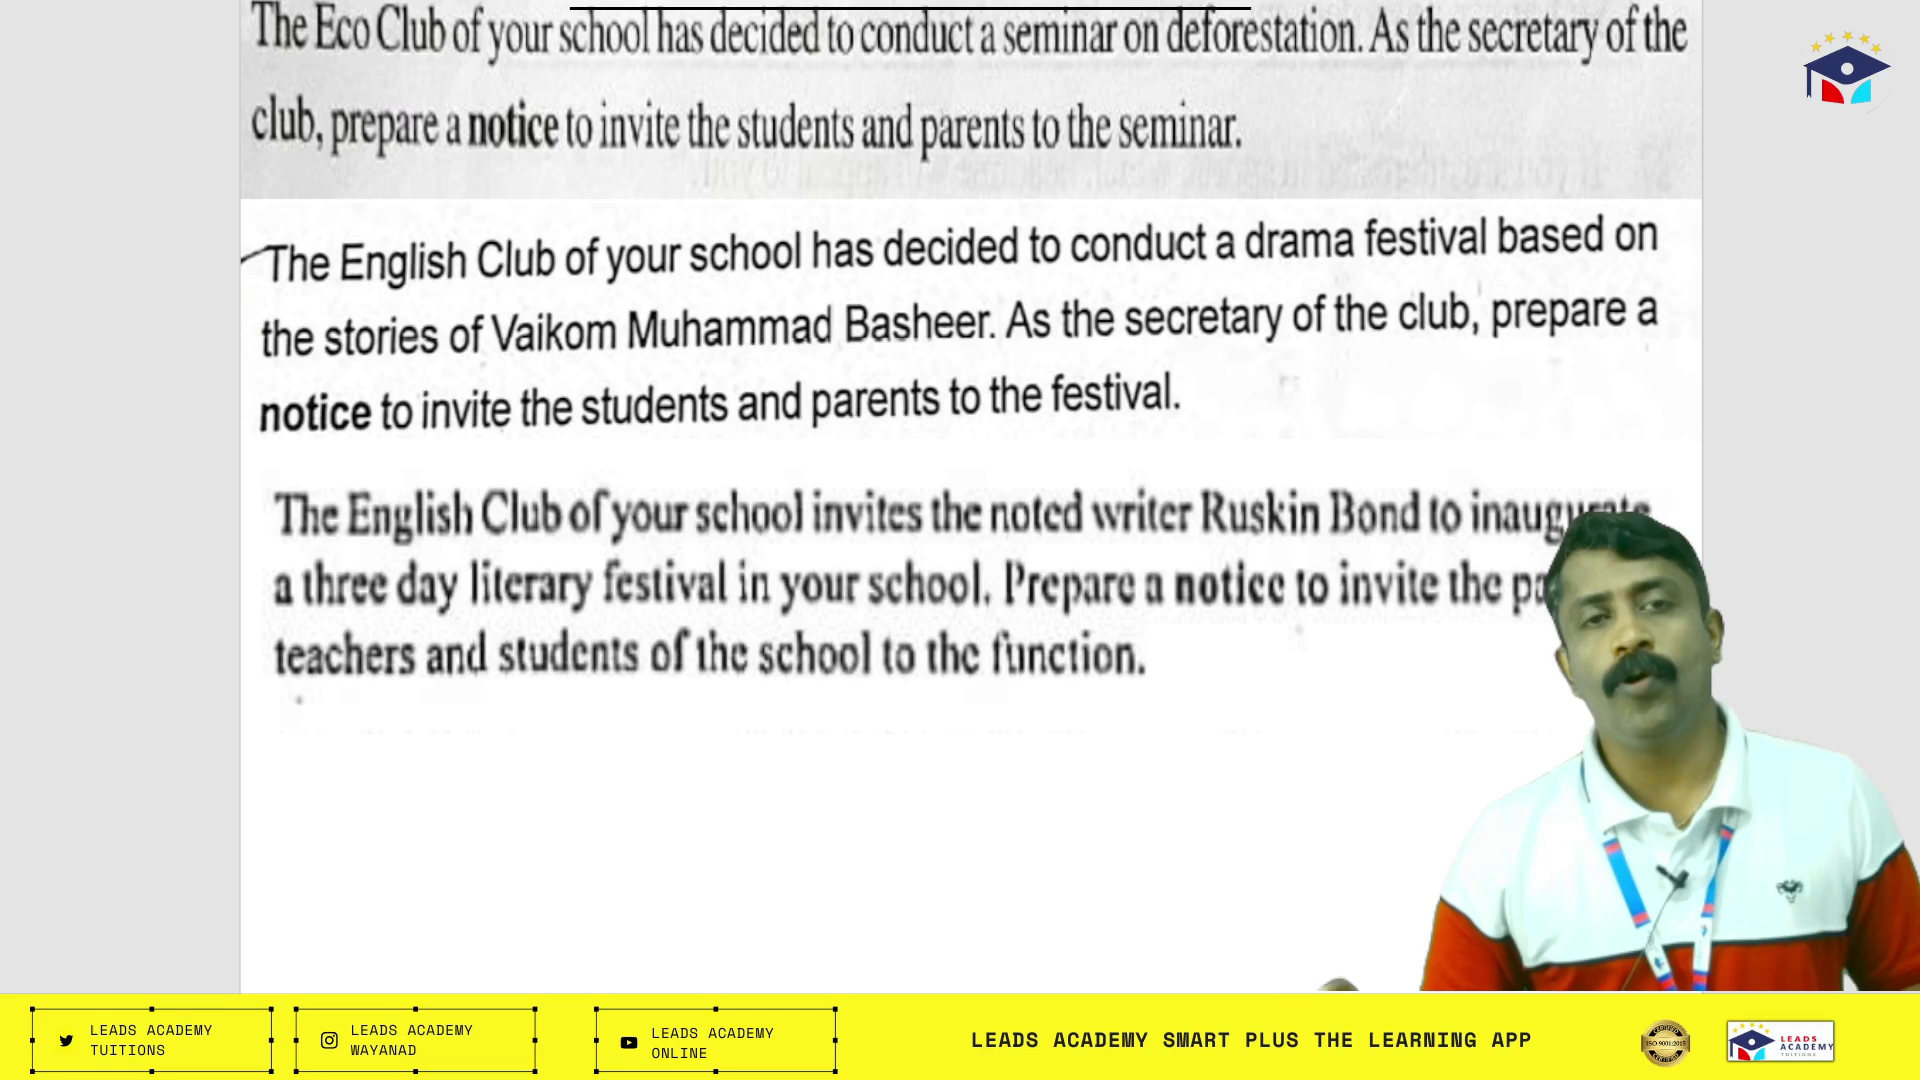 The Eco Club of your school has decided to conduct a seminar on deforestation. As the secretary of the
club, prepare a notice to invite the students and parents to the seminar.
The English Club of your school has decided to conduct a drama festival based on
the stories of Vaikom Muhammad Basheer. As the secretary of the club, prepare a
notice to invite the students and parents to the festival.
The English Club of your school invites the noted writer Ruskin Bond to inaugurate
a three day literary festival in your school. Prepare a notice to invite the
teachers and students of the school to the function.
LEADS ACADEMY
TUITIONS
LEADS ACADEMY
WAYANAD
LEADS ACADEMY
ONLINE
LEADS ACADEMY SMART PLUS THE LEARNING APP
ISO 9001:2015
LEADS
ACADEMY
TUITIONS